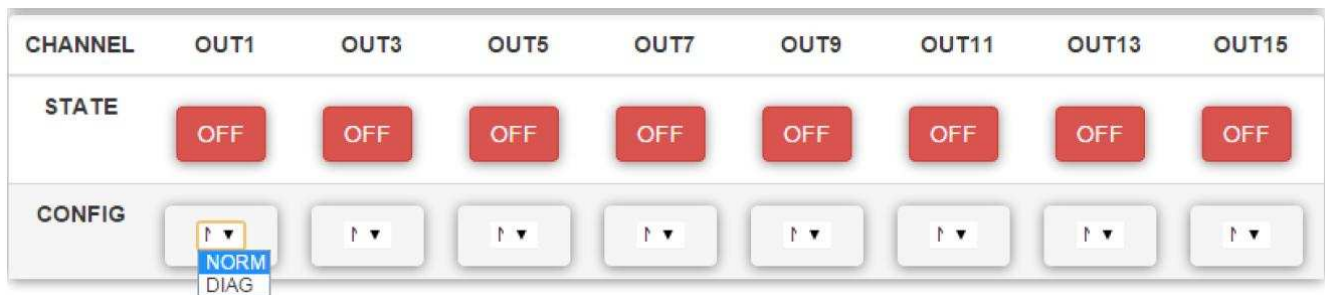 CHANNEL OUT1 OUT3 OUT5 OUT7 OUT9 OUT11 OUT13 OUT15
STATE
OFF OFF OFF OFF OFF OFF OFF OFF
CONFIG
NORM
DIAG